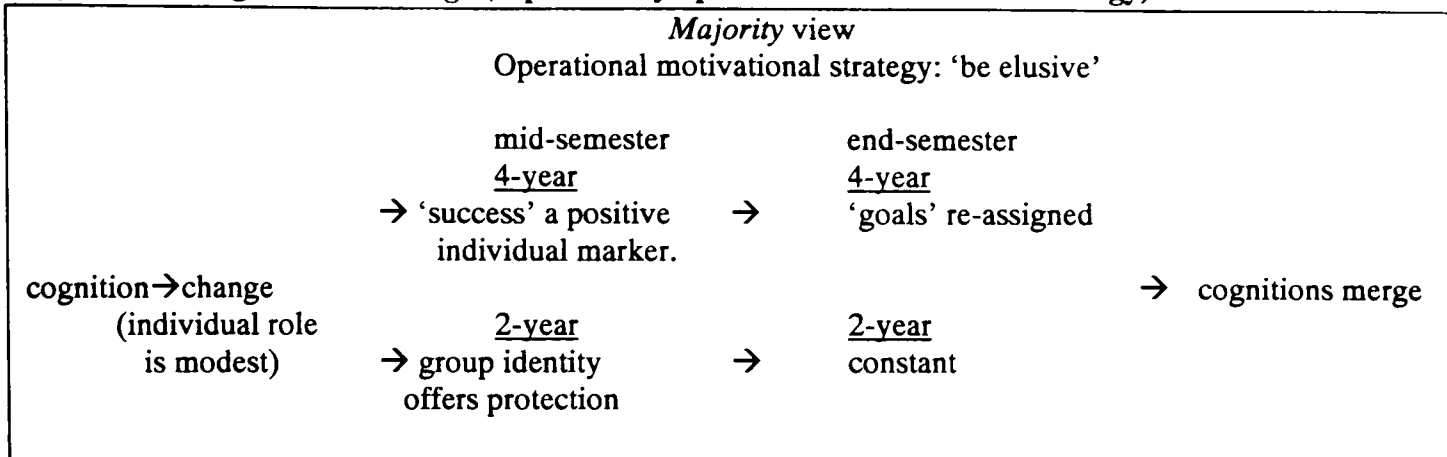 Majority view
Operational motivational strategy: ‘be elusive’
mid-semester end-semester
4-year 4-year
→ ‘success’ a positive → ‘goals’ re-assigned
individual marker.
cognition→change → cognitions merge
(individual role 2-year 2-year
is modest) → group identity → constant
offers protection